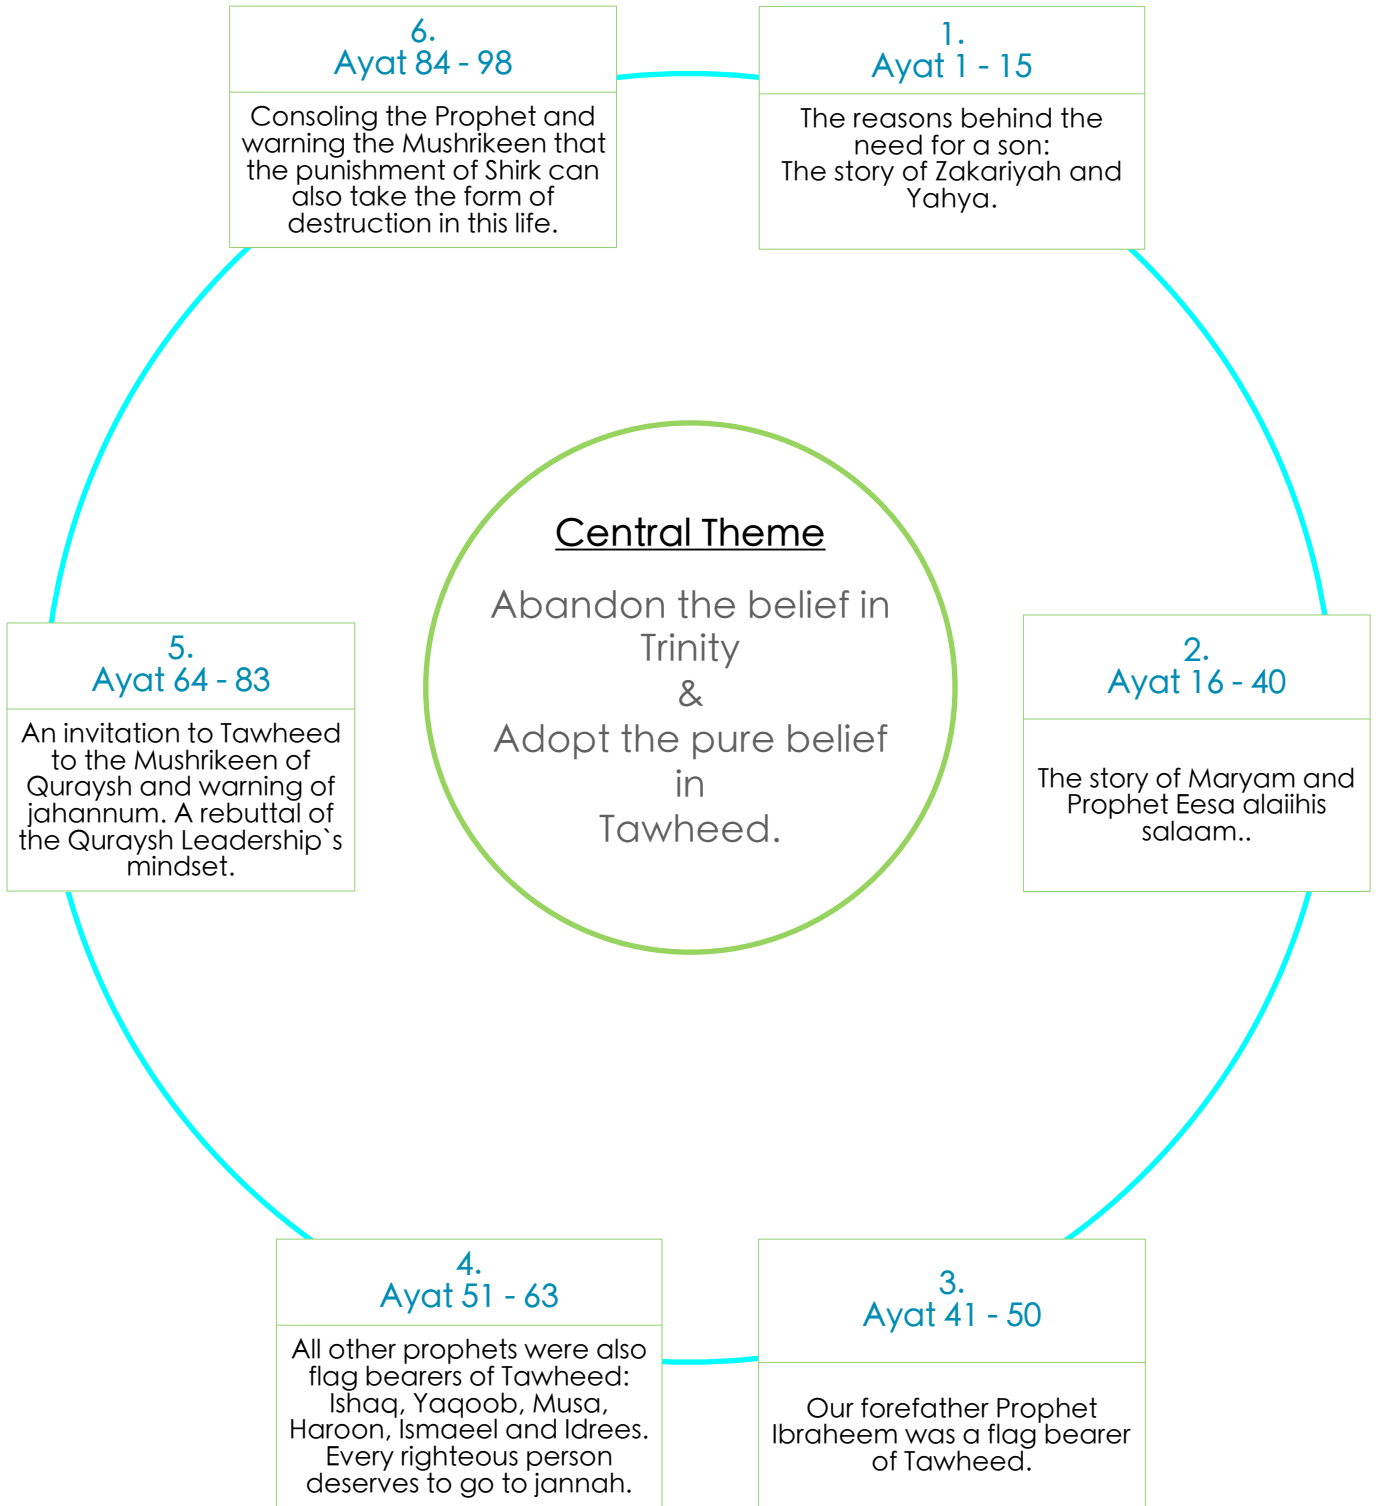 6.
Ayat 84 - 98
Consoling the Prophet and
warning the Mushrikeen that
the punishment of Shirk can
also take the form of
destruction in this life.
1.
Ayat 1 - 15
The reasons behind the
need for a son:
The story of Zakariyah and
Yahya.
Central Theme
Abandon the belief in
Trinity
&
Adopt the pure belief
in
Tawheed.
5.
Ayat 64 - 83
An invitation to Tawheed
to the Mushrikeen of
Quraysh and warning of
jahannum. A rebuttal of
the Quraysh Leadership`s
mindset.
2.
Ayat 16 - 40
The story of Maryam and
Prophet Eesa alaiihis
salaam..
4.
Ayat 51 - 63
All other prophets were also
flag bearers of Tawheed:
Ishaq, Yaqoob, Musa,
Haroon, Ismaeel and Idrees.
Every righteous person
deserves to go to jannah.
3.
Ayat 41 - 50
Our forefather Prophet
Ibraheem was a flag bearer
of Tawheed.